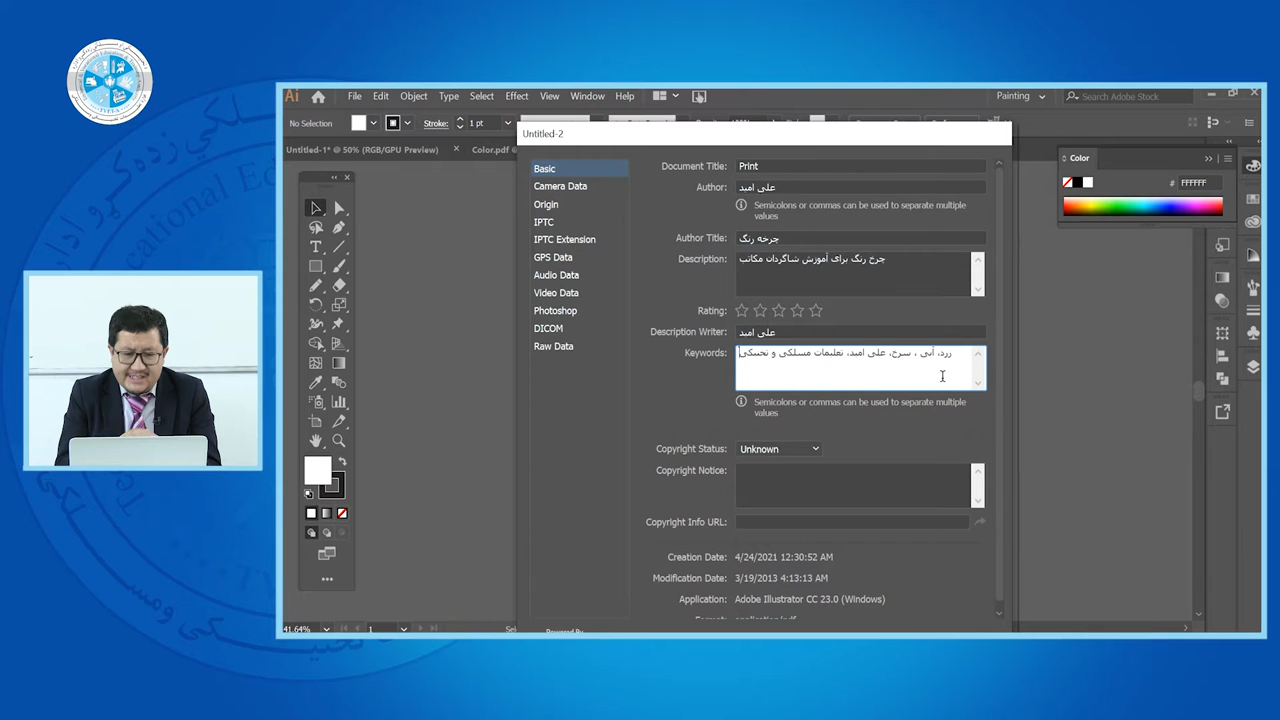 File Edit Object Type Select Effect View Window Help
Painting
Search Adobe Stock
No Selection
Stroke:
1 pt
Untitled-1* @ 50% (RGB/GPU Preview)
Color.pdf @
Untitled-2
Color
# FFFFFF
Basic
Camera Data
Origin
IPTC
IPTC Extension
GPS Data
Audio Data
Video Data
Photoshop
DICOM
Raw Data
Document Title: Print
Author: علی امید
Semicolons or commas can be used to separate multiple
values
Author Title: چرخه رنگ
Description: چرخ رنگ برای آموزش شاگردان مکاتب
Rating:
Description Writer: علی امید
Keywords: زرد، آبی ، سرخ، علی امید، تعلیمات مسلکی و تخنیکی
Semicolons or commas can be used to separate multiple
values
Copyright Status: Unknown
Copyright Notice:
Copyright Info URL:
Creation Date: 4/24/2021 12:30:52 AM
Modification Date: 3/19/2013 4:13:13 AM
Application: Adobe Illustrator CC 23.0 (Windows)
41.64%
1